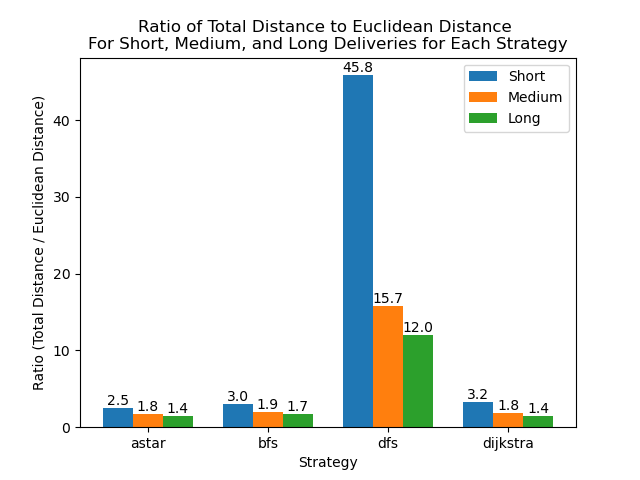 Ratio of Total Distance to Euclidean Distance
For Short, Medium, and Long Deliveries for Each Strategy
Ratio (Total Distance / Euclidean Distance)
40
30
20
10
0
Short
Medium
Long
2.5
1.8
1.4
3.0
1.9
1.7
45.8
15.7
12.0
3.2
1.8
1.4
astar
bfs
dfs
dijkstra
Strategy